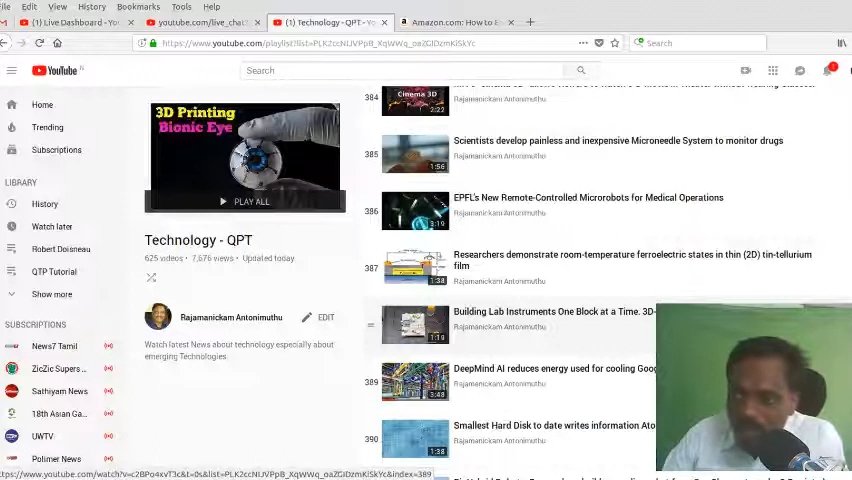 File Edit View History Bookmarks Tools Help
(1) Live Dashboard - Yo
youtube.com/live_chat
(1) Technology - QPT - Y
Amazon.com: How to E
https://www.youtube.com/playlist?list=
Search
YouTube
Search
Home
Trending
Subscriptions
LIBRARY
History
Watch later
Robert Doisneau
QTP Tutorial
Show more
SUBSCRIPTIONS
News7 Tamil
ZicZic Supers ...
Sathiyam News
18th Asian Ga...
UWTV
Polimer News
3D Printing
Bionic Eye
PLAY ALL
Technology - QPT
625 videos • 7,676 views • Updated today
Rajamanickam Antonimuthu
EDIT
Watch latest News about technology especially about
emerging Technologies.
384
Cinema 3D
2:22
Rajamanickam Antonimuthu
385
1:56
Scientists develop painless and inexpensive Microneedle System to monitor drugs
Rajamanickam Antonimuthu
386
3:19
EPFL's New Remote-Controlled Microrobots for Medical Operations
Rajamanickam Antonimuthu
387
1:38
Researchers demonstrate room-temperature ferroelectric states in thin (2D) tin-tellurium
film
Rajamanickam Antonimuthu
1:19
Building Lab Instruments One Block at a Time. 3D-
Rajamanickam Antonimuthu
389
3:48
DeepMind AI reduces energy used for cooling Goog
Rajamanickam Antonimuthu
390
1:38
Smallest Hard Disk to date writes information Ato
Rajamanickam Antonimuthu